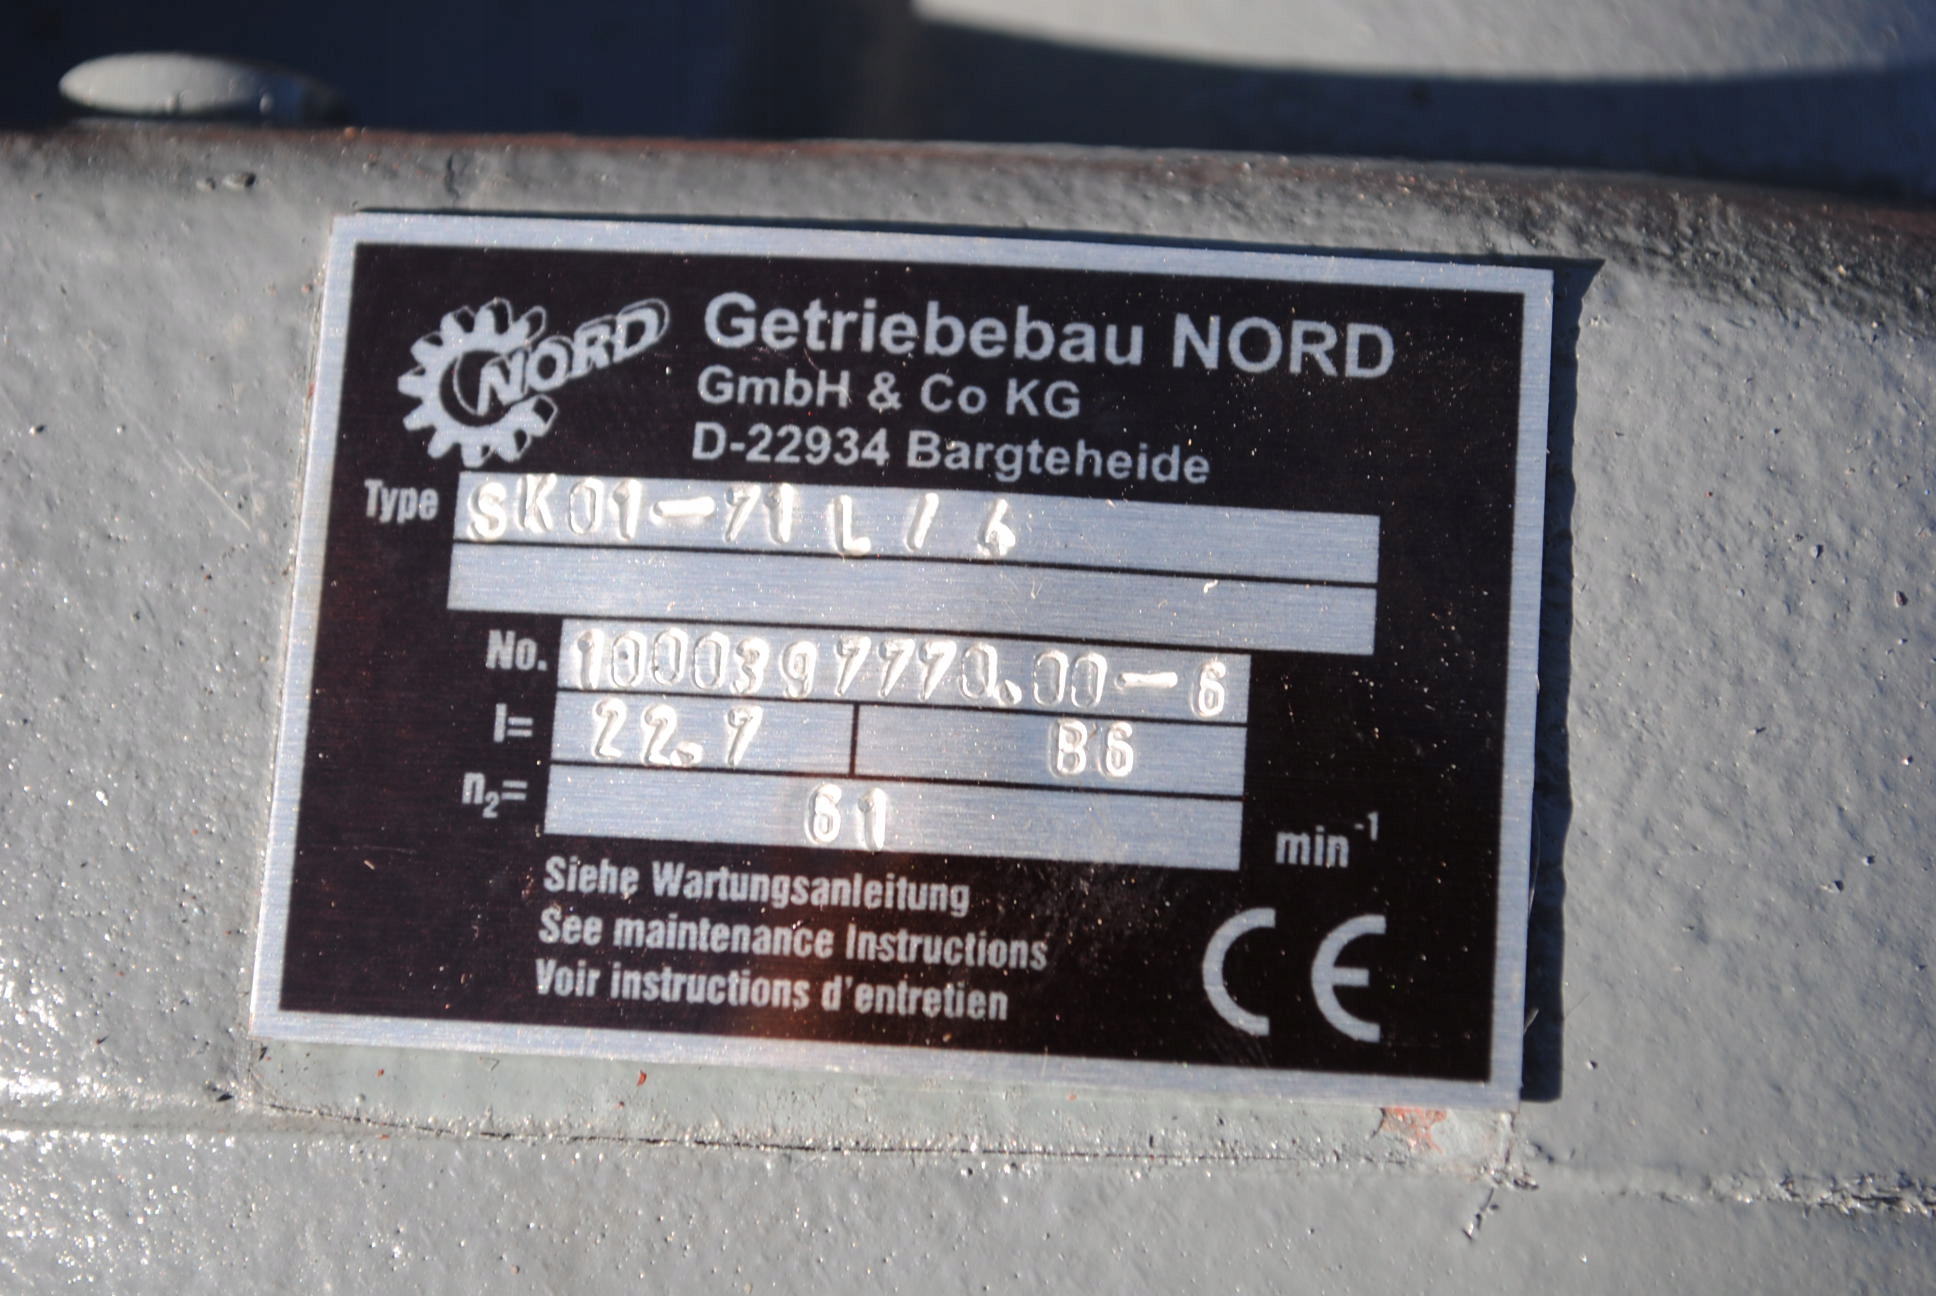 NORD
Getriebebau NORD
GmbH & Co KG
D-22934 Bargteheide
Type SK01-71 L / 4
No. 1000397770.00-6
I= 22.7 B6
n₂= 61 min⁻¹
Siehe Wartungsanleitung
See maintenance Instructions
Voir instructions d'entretien
CE